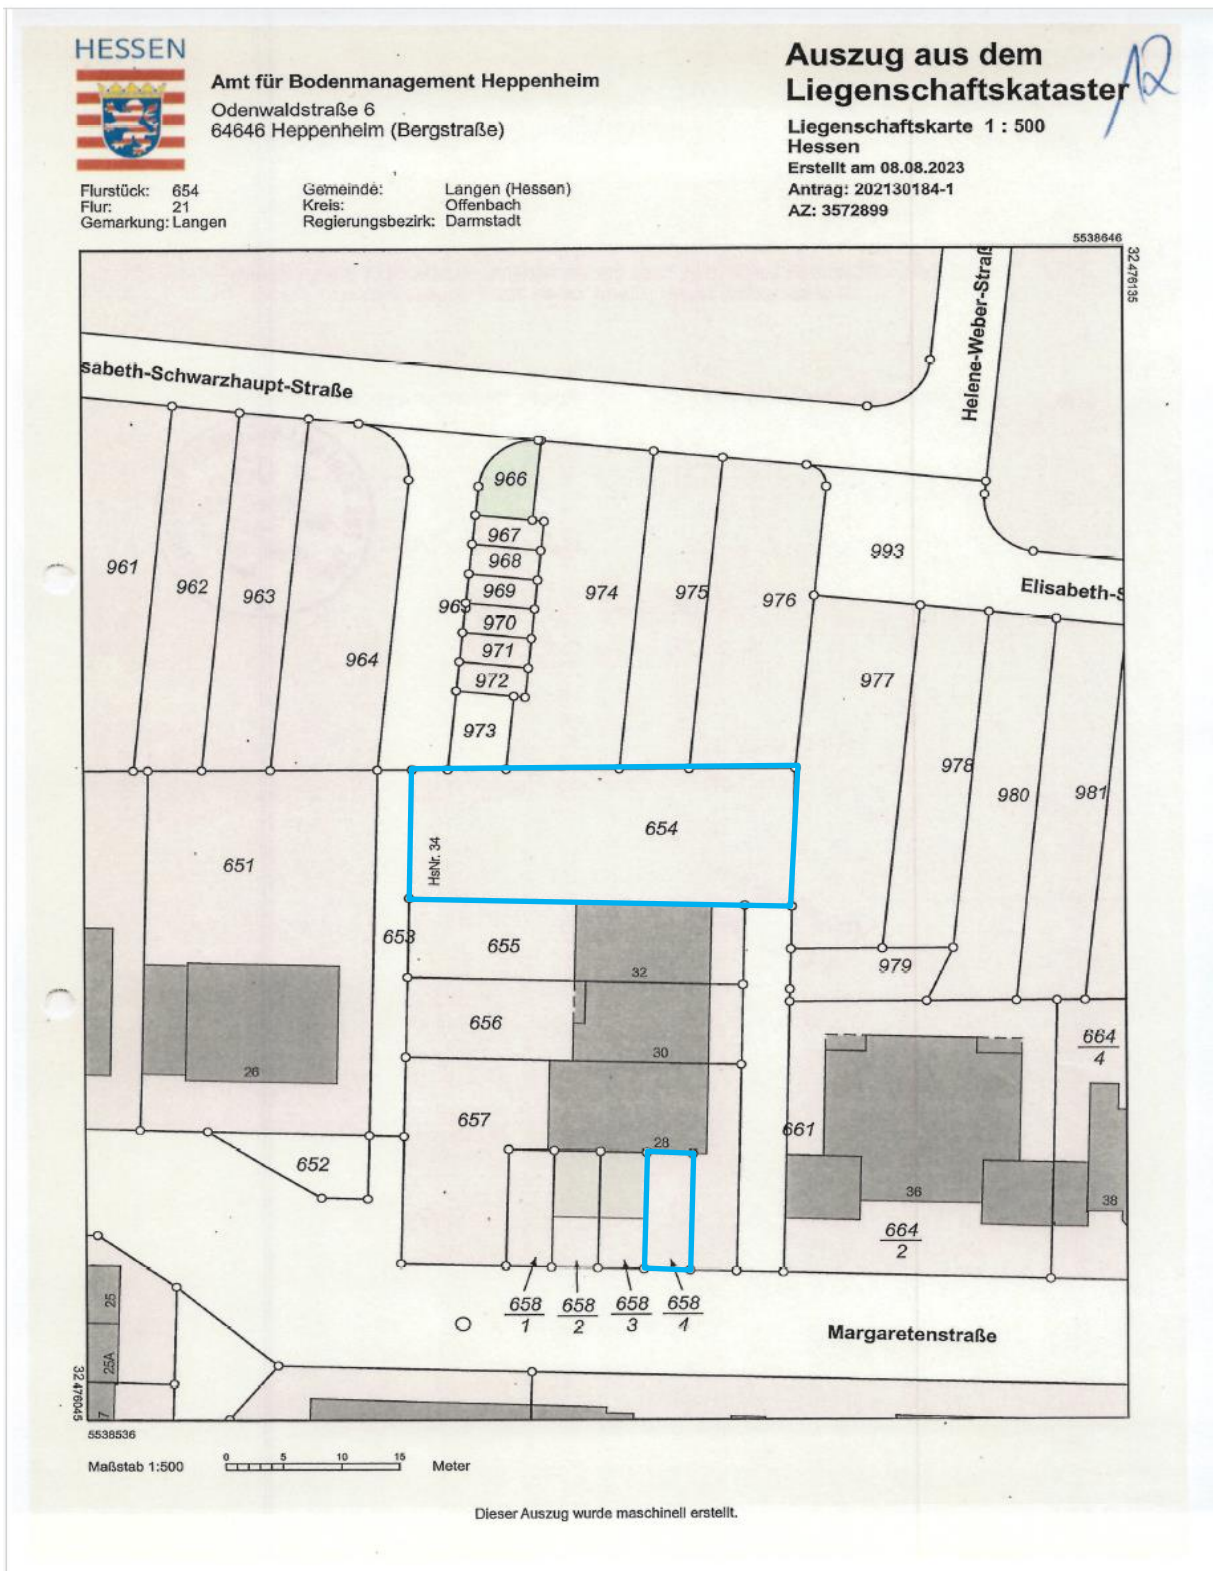 HESSEN
Amt für Bodenmanagement Heppenheim
Odenwaldstraße 6
64646 Heppenheim (Bergstraße)
Auszug aus dem
Liegenschaftskataster
Liegenschaftskarte 1 : 500
Hessen
Erstellt am 08.08.2023
Antrag: 202130184-1
AZ: 3572899
12
Flurstück: 654
Flur: 21
Gemarkung: Langen
Gemeinde: Langen (Hessen)
Kreis: Offenbach
Regierungsbezirk: Darmstadt
5538646
32 476135
Helene-Weber-Straß
sabeth-Schwarzhaupt-Straße
966
967
968
969
970
971
972
973
961
962
963
964
965
974
975
976
993
Elisabeth-S
977
978
980
981
654
HsNr. 34
651
653
655
32
979
656
30
26
657
28
652
661
664
4
36
38
664
2
658
1
658
2
658
3
658
4
Margaretenstraße
25
25A
7
32 476045
5538536
Maßstab 1:500
0 5 10 15
Meter
Dieser Auszug wurde maschinell erstellt.